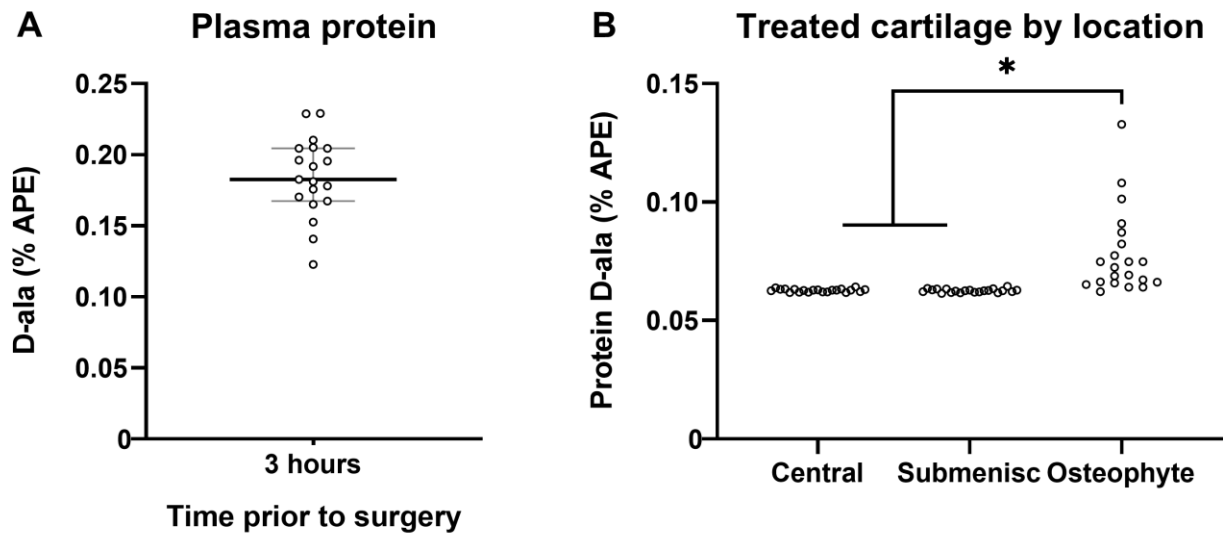 A
Plasma protein
D-ala (% APE)
0.25
0.20
0.15
0.10
0.05
0
3 hours
Time prior to surgery
B
Treated cartilage by location
*
Protein D-ala (% APE)
0.15
0.10
0.05
0
Central
Submenisc
Osteophyte